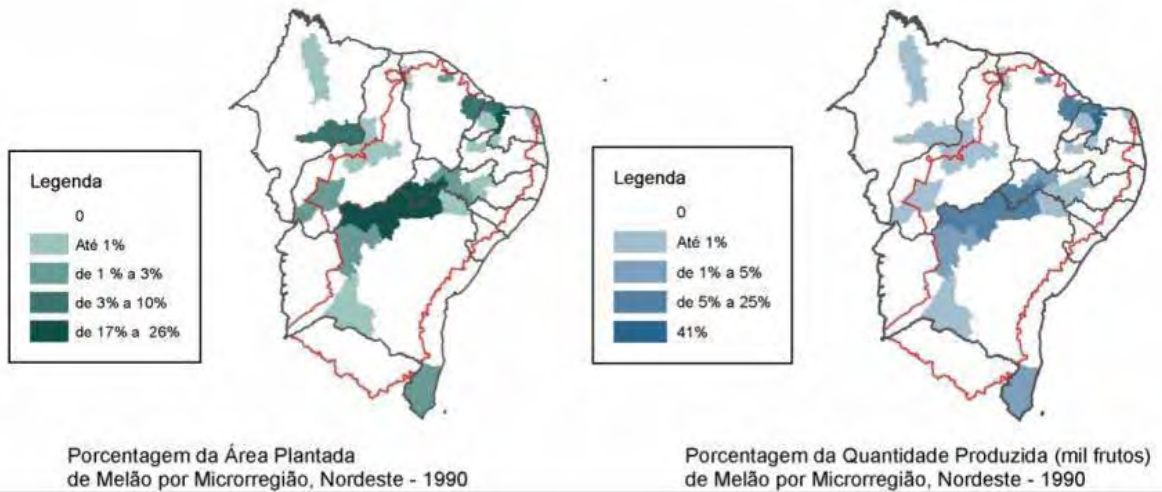 Legenda
0
Até 1%
de 1 % a 3%
de 3% a 10%
de 17% a 26%
Porcentagem da Área Plantada
de Melão por Microrregião, Nordeste - 1990
Legenda
0
Até 1%
de 1% a 5%
de 5% a 25%
41%
Porcentagem da Quantidade Produzida (mil frutos)
de Melão por Microrregião, Nordeste - 1990